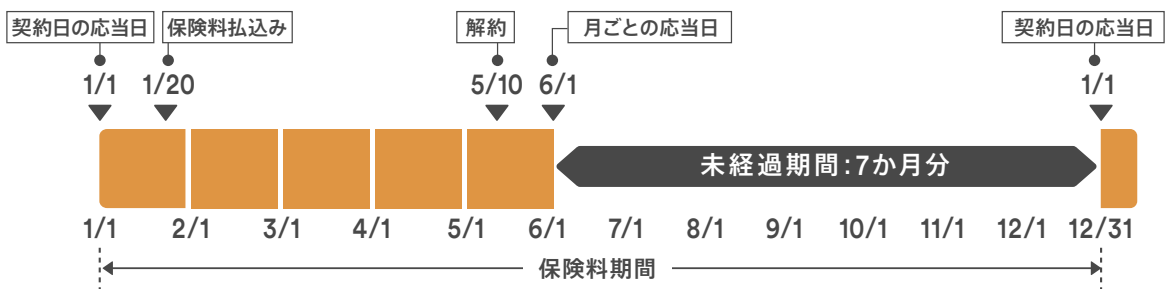 契約日の応当日 保険料払込み 解約 月ごとの応当日 契約日の応当日
1/1 1/20 5/10 6/1 1/1
未経過期間:7か月分
1/1 2/1 3/1 4/1 5/1 6/1 7/1 8/1 9/1 10/1 11/1 12/1 12/31
保険料期間